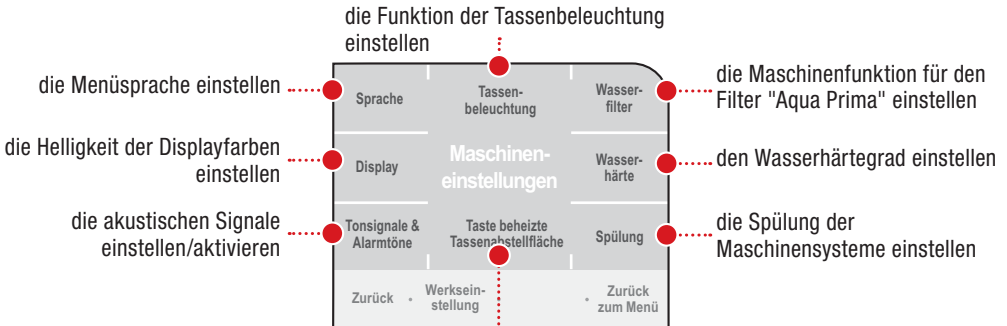 die Funktion der Tassenbeleuchtung
einstellen
die Menüsprache einstellen
die Maschinenfunktion für den
Filter "Aqua Prima" einstellen
Sprache
Tassen-
beleuchtung
Wasser-
filter
die Helligkeit der Displayfarben
einstellen
Display
Maschinen-
einstellungen
Wasser-
härte
den Wasserhärtegrad einstellen
die akustischen Signale
einstellen/aktivieren
Tonsignale &
Alarmtöne
Taste beheizte
Tassenabstellfläche
Spülung
die Spülung der
Maschinensysteme einstellen
Zurück
Werksein-
stellung
Zurück
zum Menü